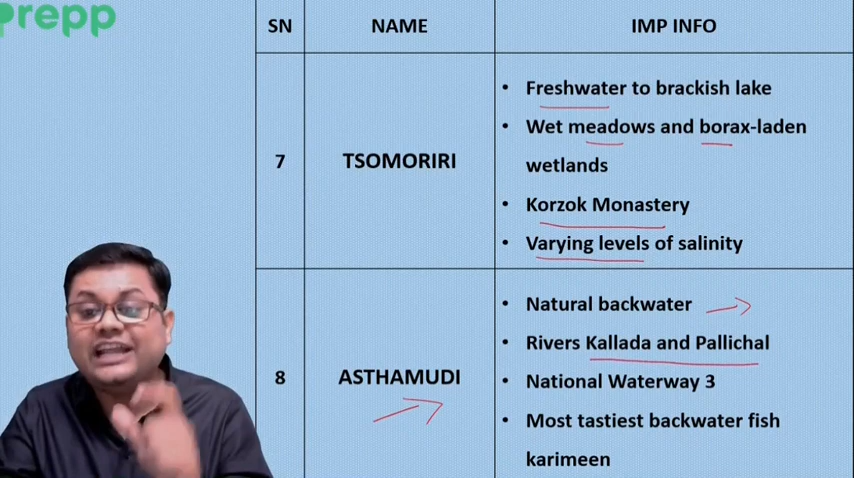 prepp
SN NAME IMP INFO
7 TSOMORIRI
• Freshwater to brackish lake
• Wet meadows and borax-laden
wetlands
• Korzok Monastery
• Varying levels of salinity
8 ASTHAMUDI
• Natural backwater
• Rivers Kallada and Pallichal
• National Waterway 3
• Most tastiest backwater fish
karimeen